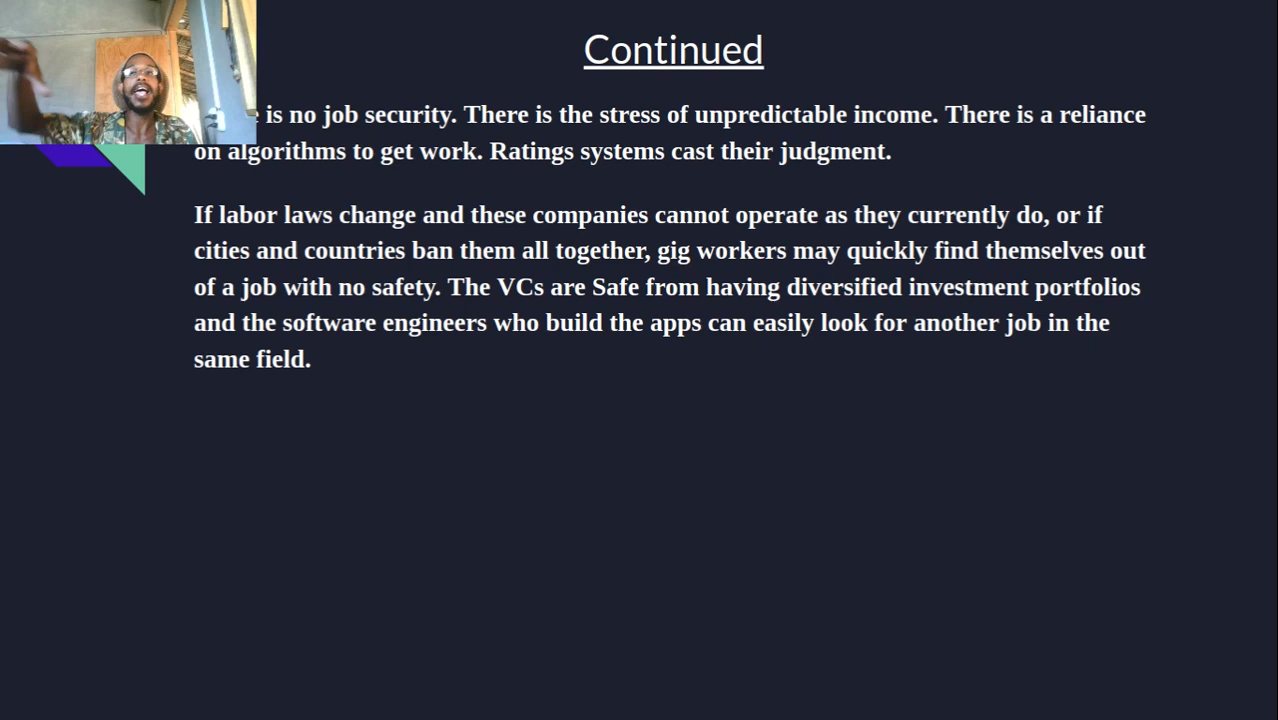 Continued
is no job security. There is the stress of unpredictable income. There is a reliance
on algorithms to get work. Ratings systems cast their judgment.
If labor laws change and these companies cannot operate as they currently do, or if
cities and countries ban them all together, gig workers may quickly find themselves out
of a job with no safety. The VCs are Safe from having diversified investment portfolios
and the software engineers who build the apps can easily look for another job in the
same field.